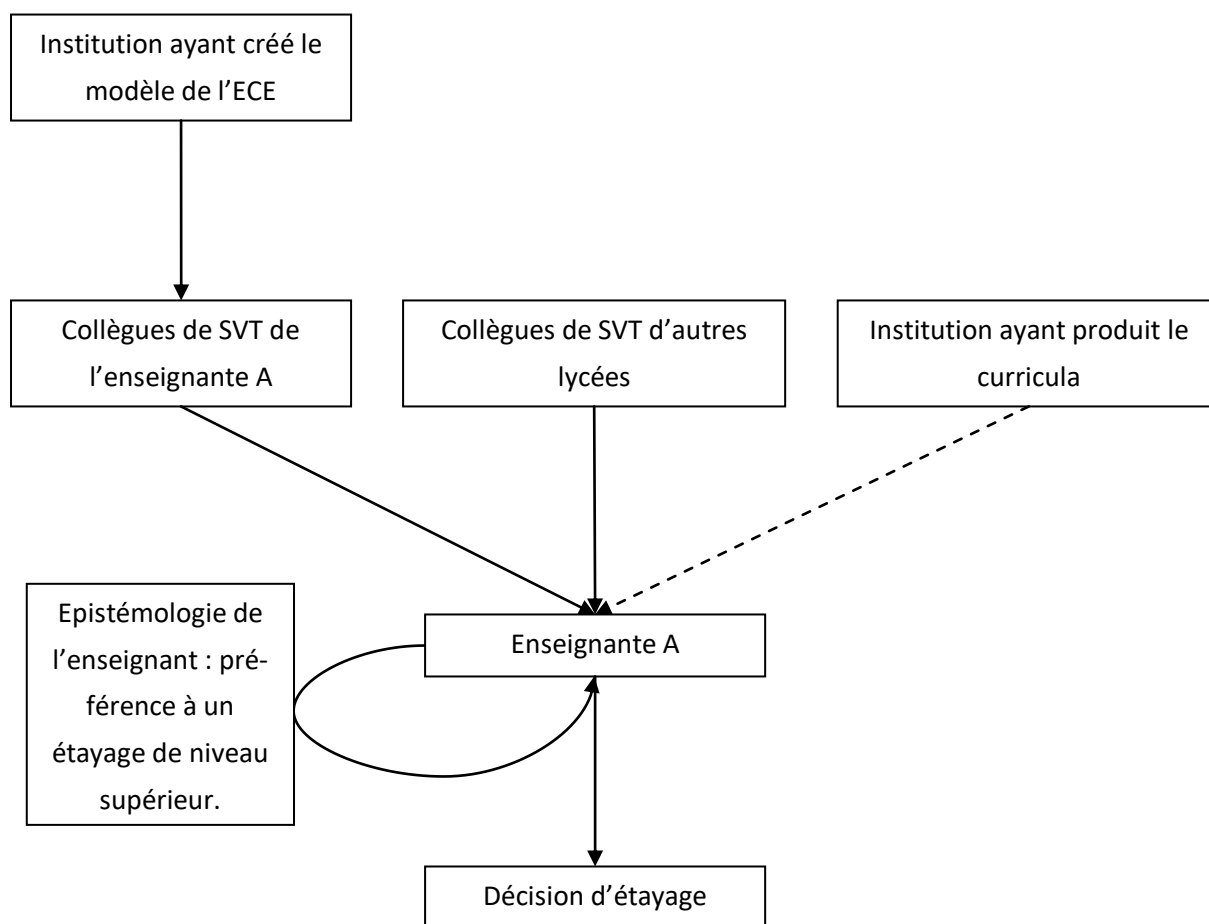 Institution ayant créé le
modèle de l’ECE
Collègues de SVT de
l’enseignante A
Collègues de SVT d’autres
lycées
Institution ayant produit le
curricula
Epistémologie de
l’enseignant : pré-
férence à un
étayage de niveau
supérieur.
Enseignante A
Décision d’étayage